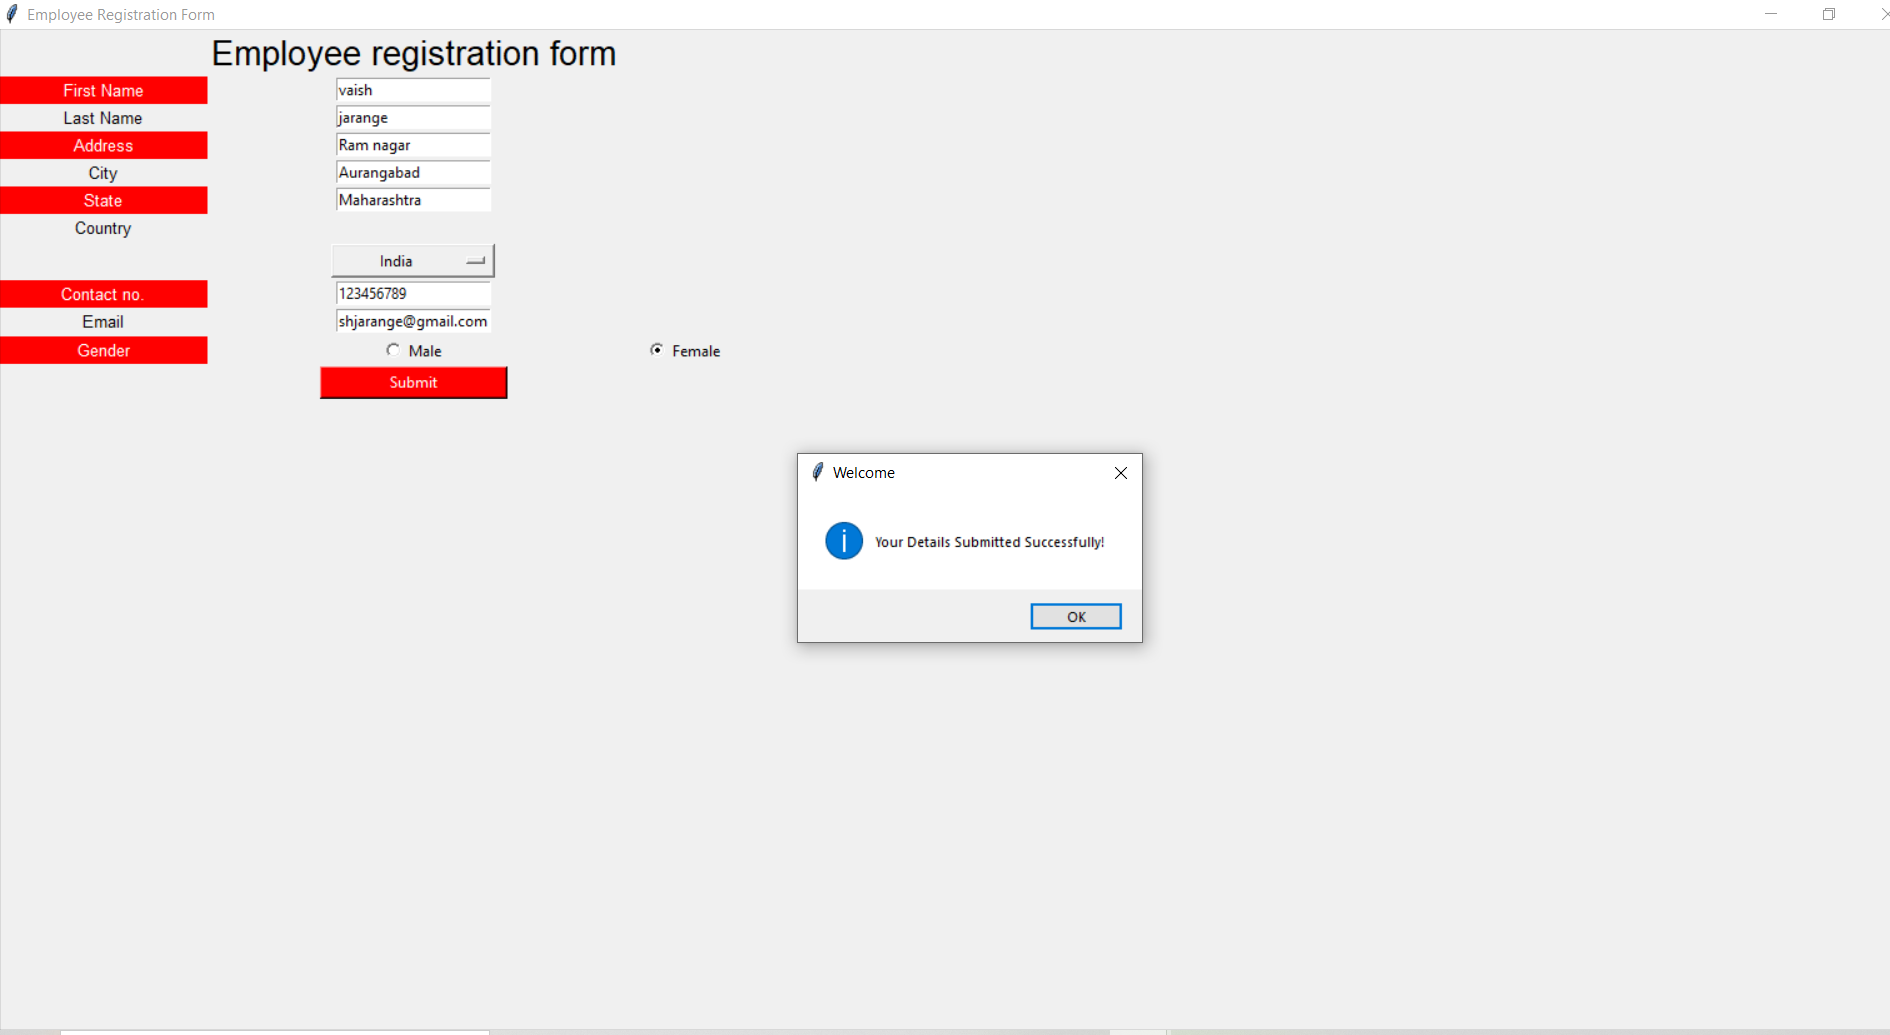 Employee Registration Form
Employee registration form
First Name vaish
Last Name jarange
Address Ram nagar
City Aurangabad
State Maharashtra
Country
India
Contact no. 123456789
Email shjarange@gmail.com
Gender Male Female
Submit
Welcome
Your Details Submitted Successfully!
OK